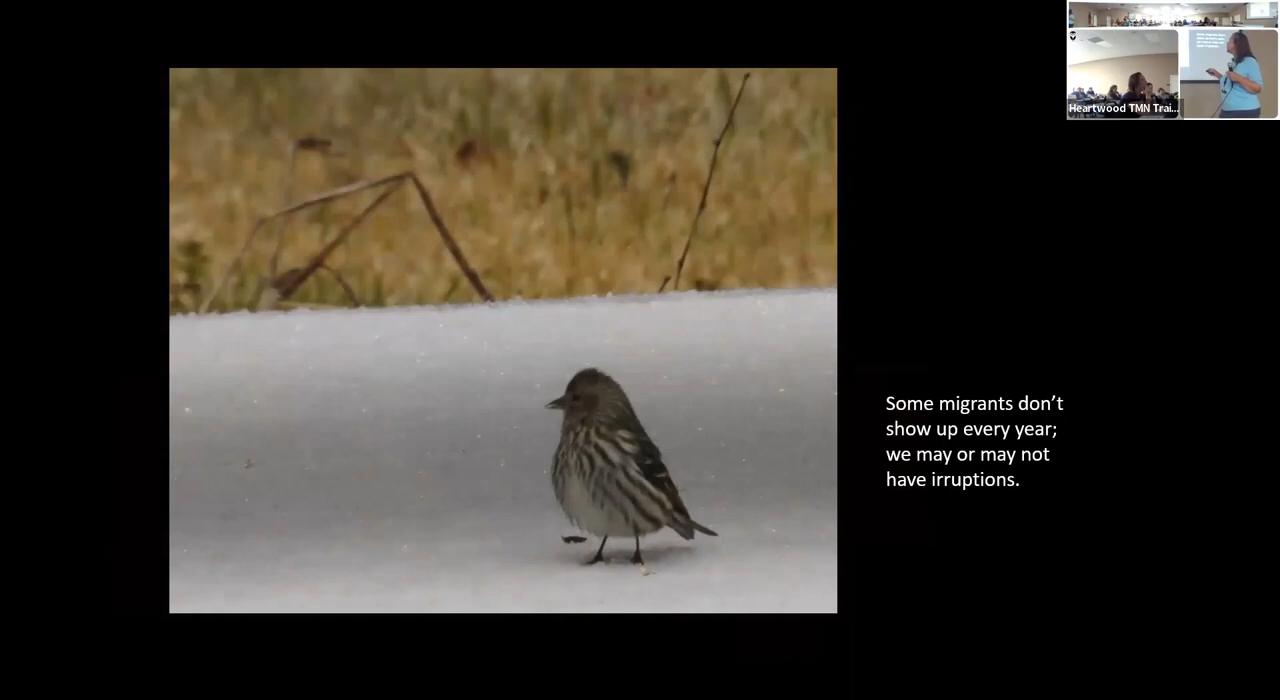 Heartwood TMN Trai...
Some migrants don’t
show up every year;
we may or may not
have irruptions.